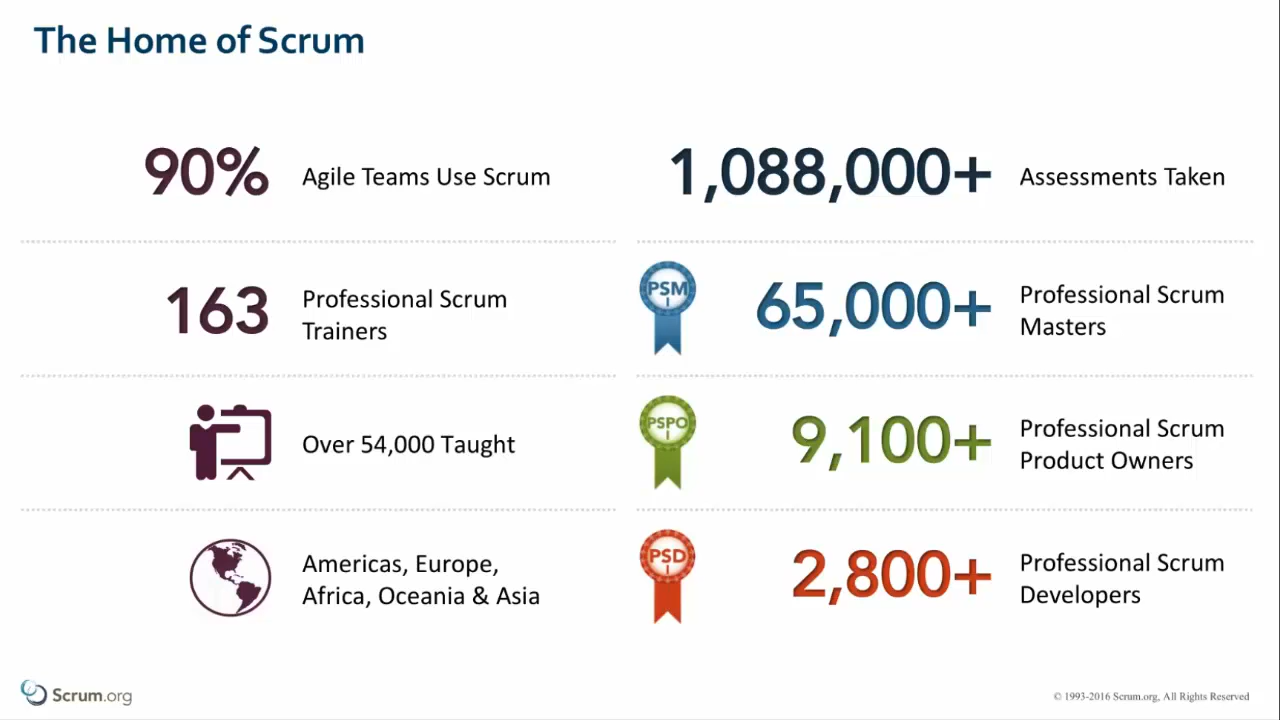 The Home of Scrum
90%
Agile Teams Use Scrum
1,088,000+
Assessments Taken
163
Professional Scrum
Trainers
PSM
I
65,000+
Professional Scrum
Masters
Over 54,000 Taught
PSPO
I
9,100+
Professional Scrum
Product Owners
Americas, Europe,
Africa, Oceania & Asia
PSD
I
2,800+
Professional Scrum
Developers
Scrum.org
© 1993-2016 Scrum.org, All Rights Reserved